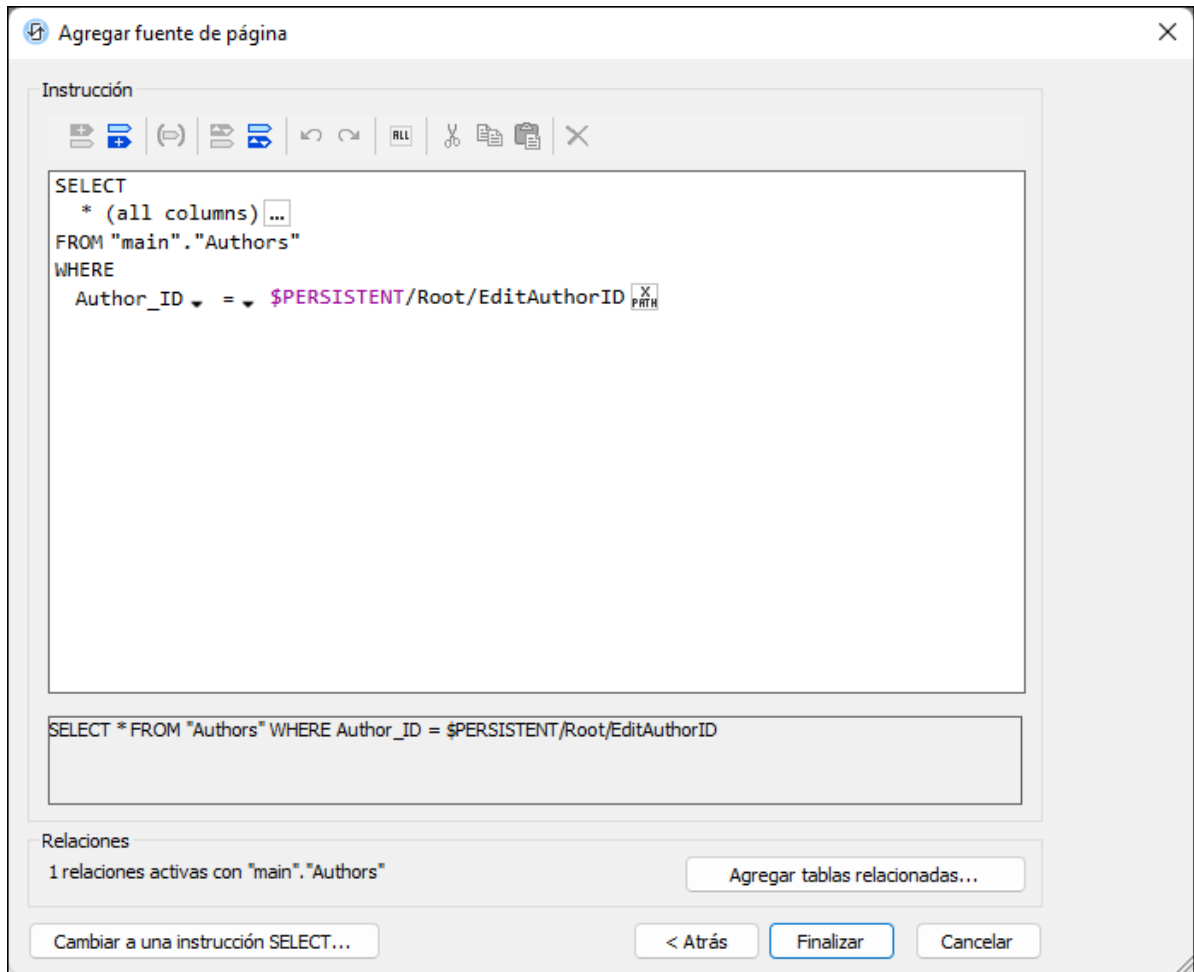 Agregar fuente de página
Instrucción
ALL
SELECT
* (all columns) ...
FROM "main"."Authors"
WHERE
Author_ID = $PERSISTENT/Root/EditAuthorID X PATH
SELECT * FROM "Authors" WHERE Author_ID = $PERSISTENT/Root/EditAuthorID
Relaciones
1 relaciones activas con "main"."Authors"
Agregar tablas relacionadas...
Cambiar a una instrucción SELECT...
< Atrás
Finalizar
Cancelar